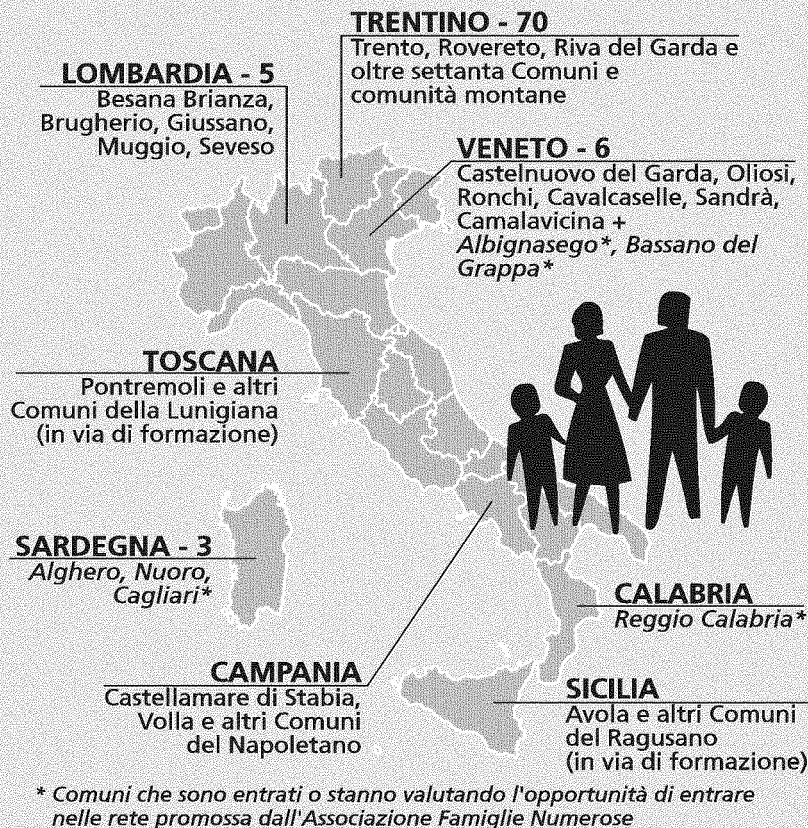 TRENTINO - 70
Trento, Rovereto, Riva del Garda e
oltre settanta Comuni e
comunità montane
LOMBARDIA - 5
Besana Brianza,
Brugherio, Giussano,
Muggio, Seveso
VENETO - 6
Castelnuovo del Garda, Oliosi,
Ronchi, Cavalcaselle, Sandrà,
Camalavicina +
Albignasego*, Bassano del
Grappa*
TOSCANA
Pontremoli e altri
Comuni della Lunigiana
(in via di formazione)
SARDEGNA - 3
Alghero, Nuoro,
Cagliari*
CALABRIA
Reggio Calabria*
CAMPANIA
Castellamare di Stabia,
Volla e altri Comuni
del Napoletano
SICILIA
Avola e altri Comuni
del Ragusano
(in via di formazione)
* Comuni che sono entrati o stanno valutando l'opportunità di entrare
nelle rete promossa dall'Associazione Famiglie Numerose